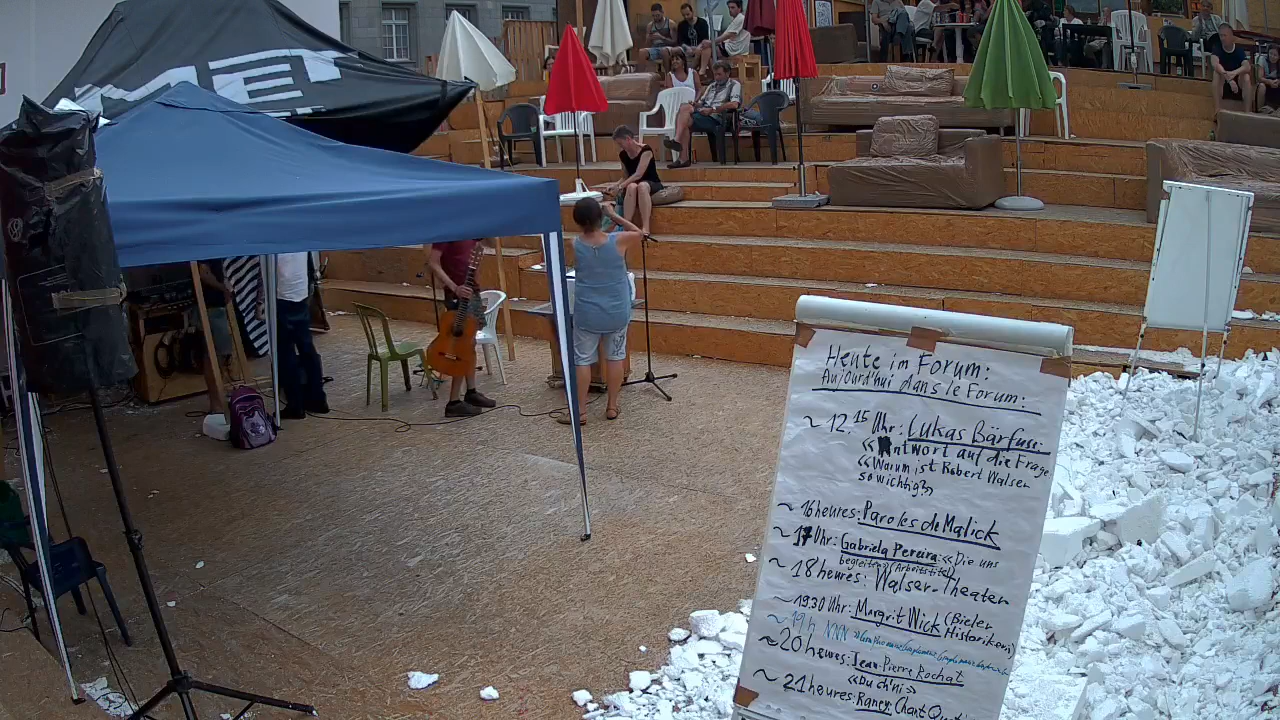 Heute im Forum:
Aujourd'hui dans le Forum:
~ 12.15 Uhr: Lukas Bärfuss:
«Antwort auf die Frage
«Warum ist Robert Walser
so wichtig?»
~ 16 heures: Paroles de Malick
~ 17 Uhr: Gabriela Pereira: «Die uns
begleiten» (Arbeitstitel)
~ 18 heures: Walser-Theater
~ 19.30 Uhr: Margrit Wick (Bieler
Historikerin)
~ 19h NNN
~ 20 heures: Jean-Pierre Rochat
«Du ch'ni»
~ 21 heures: Raney: Chant